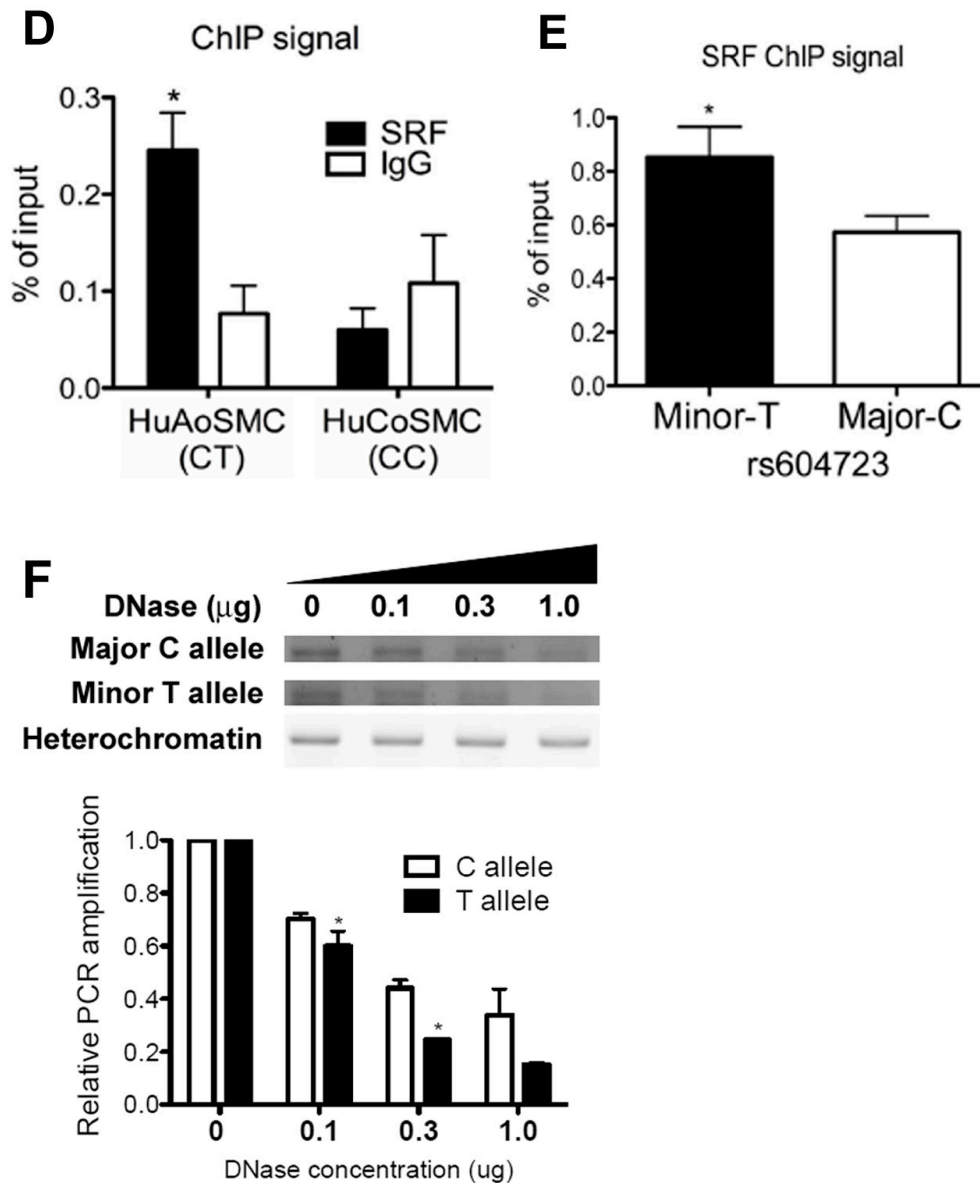 D
ChIP signal
% of input
0.3
0.2
0.1
0.0
*
SRF
IgG
HuAoSMC
(CT)
HuCoSMC
(CC)
E
SRF ChIP signal
% of input
1.0
0.8
0.6
0.4
0.2
0.0
*
Minor-T Major-C
rs604723
F
DNase (μg) 0 0.1 0.3 1.0
Major C allele
Minor T allele
Heterochromatin
Relative PCR amplification
1.0
0.8
0.6
0.4
0.2
0.0
C allele
T allele
*
*
0 0.1 0.3 1.0
DNase concentration (ug)